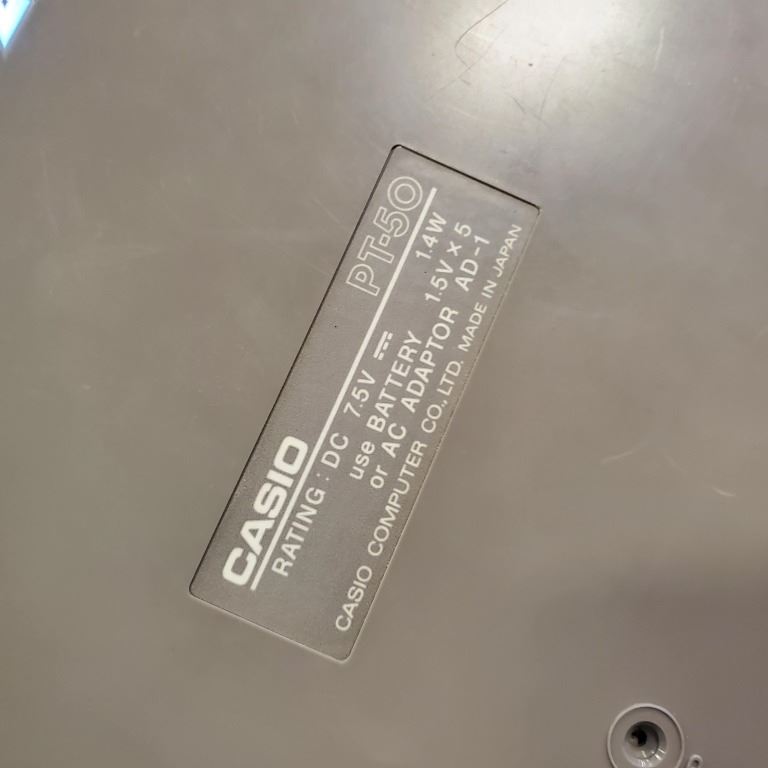 CASIO PT-50
RATING : DC 7.5V ⎓ 1.4W
use BATTERY 1.5V × 5
or AC ADAPTOR AD-1
CASIO COMPUTER CO., LTD. MADE IN JAPAN